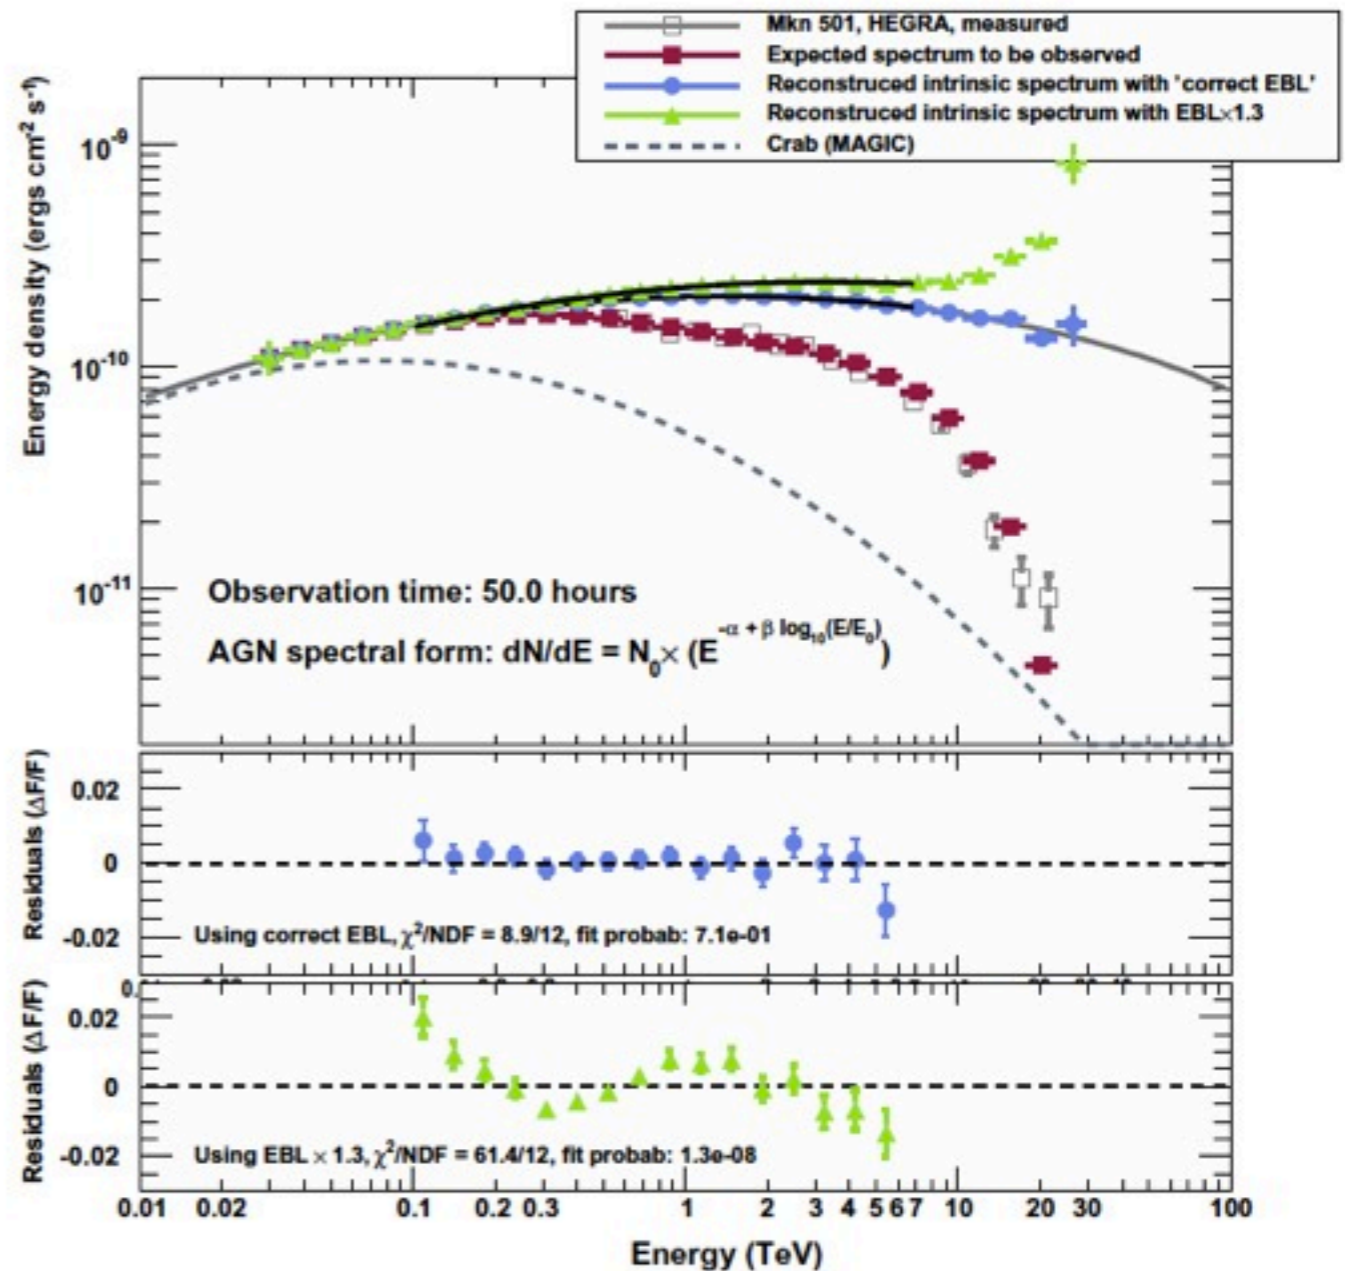 Mkn 501, HEGRA, measured
Expected spectrum to be observed
Reconstruced intrinsic spectrum with 'correct EBL'
Reconstruced intrinsic spectrum with EBL×1.3
Crab (MAGIC)
Energy density (ergs cm² s⁻¹)
10⁻⁹
10⁻¹⁰
10⁻¹¹
Observation time: 50.0 hours
AGN spectral form: dN/dE = N₀× (E^-α + β log₁₀(E/E₀))
Residuals (ΔF/F)
0.02
0
-0.02
Using correct EBL, χ²/NDF = 8.9/12, fit probab: 7.1e-01
Residuals (ΔF/F)
0.02
0
-0.02
Using EBL × 1.3, χ²/NDF = 61.4/12, fit probab: 1.3e-08
0.01 0.02 0.1 0.2 0.3 1 2 3 4 5 6 7 10 20 30 100
Energy (TeV)